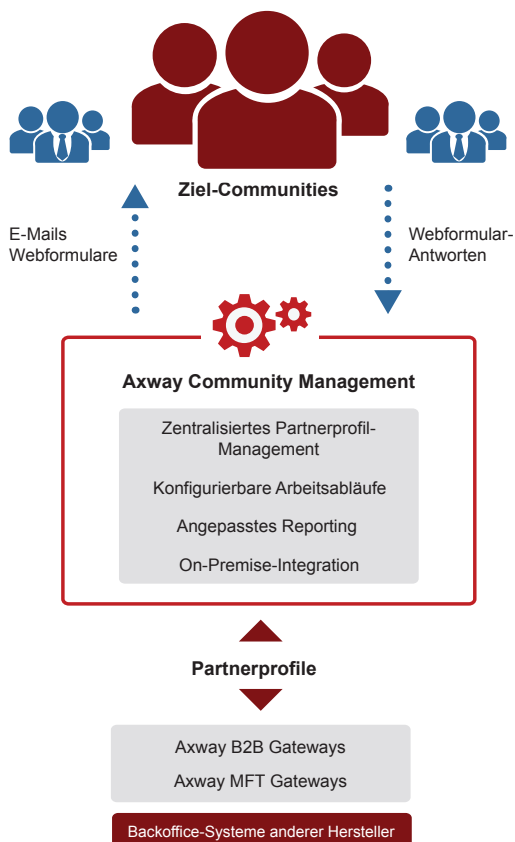 Ziel-Communities
E-Mails
Webformulare
Webformular-
Antworten
Axway Community Management
Zentralisiertes Partnerprofil-
Management
Konfigurierbare Arbeitsabläufe
Angepasstes Reporting
On-Premise-Integration
Partnerprofile
Axway B2B Gateways
Axway MFT Gateways
Backoffice-Systeme anderer Hersteller